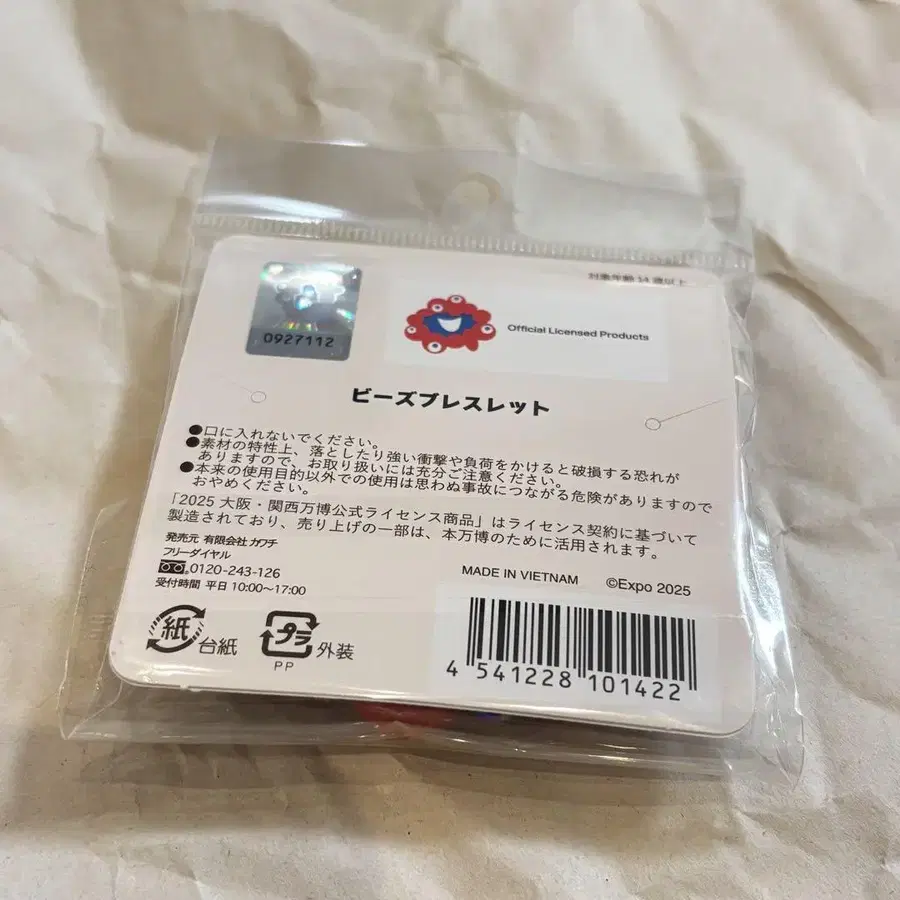 対象年齢 14 歳以上
0927112
Official Licensed Products
ビーズブレスレット
●口に入れないでください。
●素材の特性上、落としたり強い衝撃や負荷をかけると破損する恐れが
ありますので、お取り扱いには充分ご注意ください。
●本来の使用目的以外での使用は思わぬ事故につながる危険がありますので
おやめください。
「2025 大阪・関西万博公式ライセンス商品」はライセンス契約に基づいて
製造されており、売り上げの一部は、本万博のために活用されます。
発売元 有限会社 カワチ
フリーダイヤル
0120-243-126
受付時間 平日 10:00〜17:00
MADE IN VIETNAM ©Expo 2025
紙 台紙 プラ 外装
PP
4 541228 101422